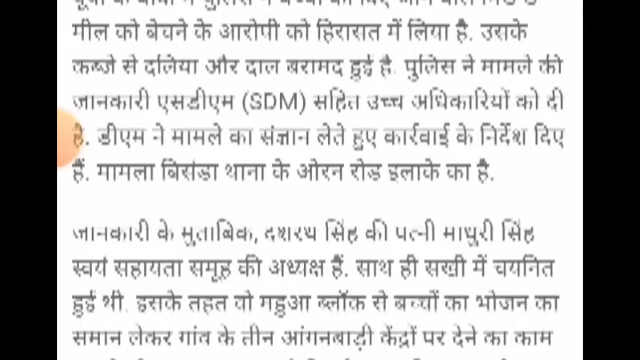 मील को बेचने के आरोपी को हिरासत में लिया है. उसके
कब्जे से दलिया और दाल बरामद हुई है. पुलिस ने मामले की
जानकारी एसडीएम (SDM) सहित उच्च अधिकारियों को दी
है. डीएम ने मामले का संज्ञान लेते हुए कार्रवाई के निर्देश दिए
हैं. मामला बिसंडा थाना के ओरन रोड इलाके का है.
जानकारी के मुताबिक, दशरथ सिंह की पत्नी माधुरी सिंह
स्वयं सहायता समूह की अध्यक्ष हैं. साथ ही सखी में चयनित
हुई थी. इसके तहत वो महुआ ब्लॉक से बच्चों का भोजन का
समान लेकर गांव के तीन आंगनबाड़ी केंद्रों पर देने का काम